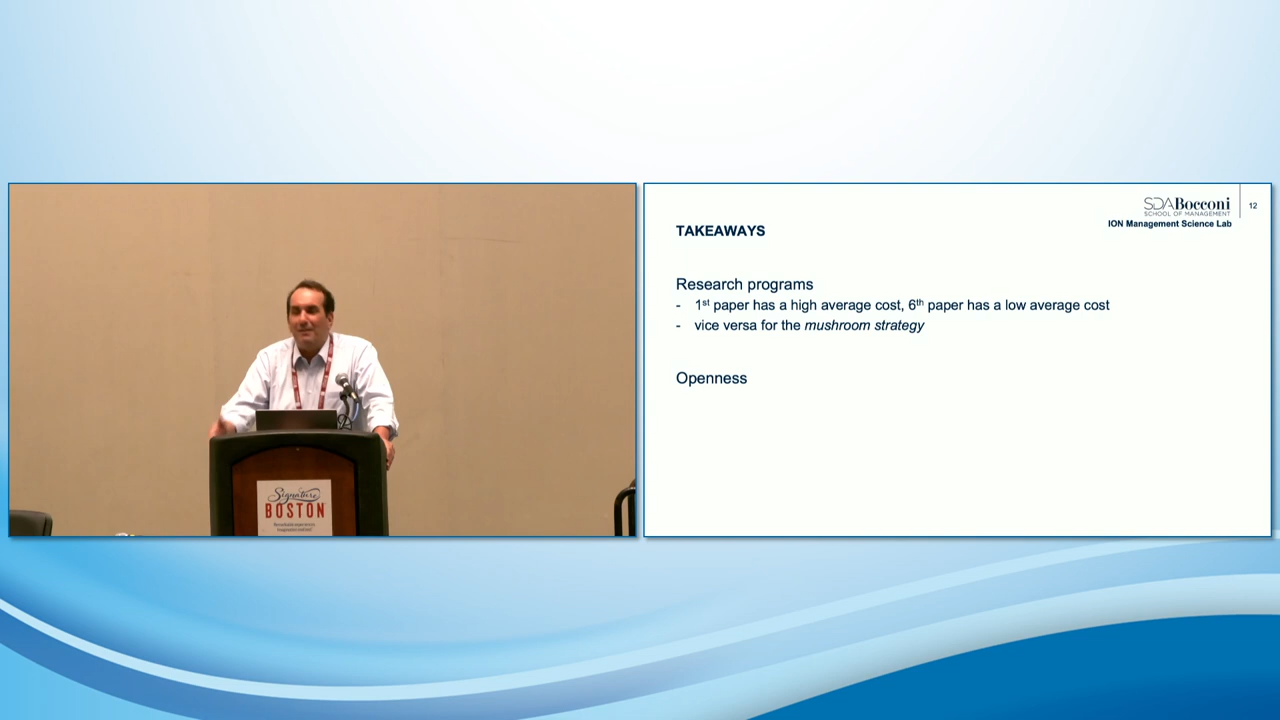 Signature
BOSTON
SDA Bocconi
SCHOOL OF MANAGEMENT
ION Management Science Lab
12
TAKEAWAYS
Research programs
- 1st paper has a high average cost, 6th paper has a low average cost
- vice versa for the mushroom strategy
Openness